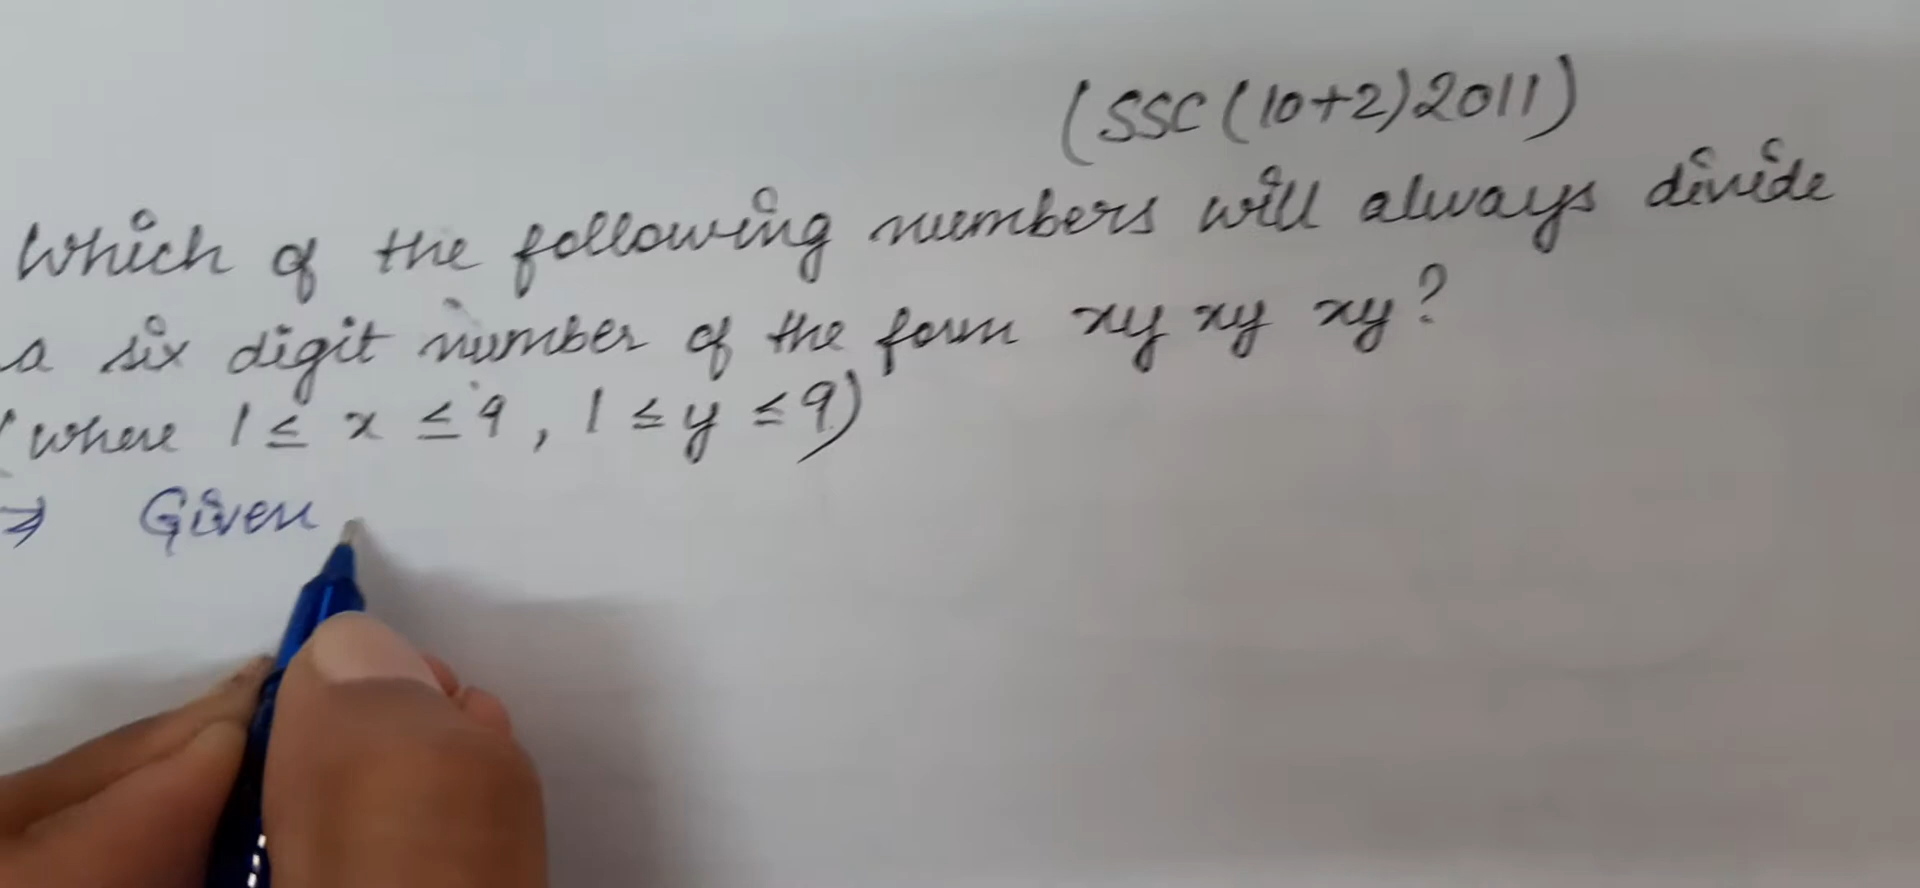 (SSC (10+2) 2011)
Which of the following numbers will always divide
a six digit number of the form xy xy xy?
(where 1 ≤ x ≤ 9, 1 ≤ y ≤ 9)
⇒ Given